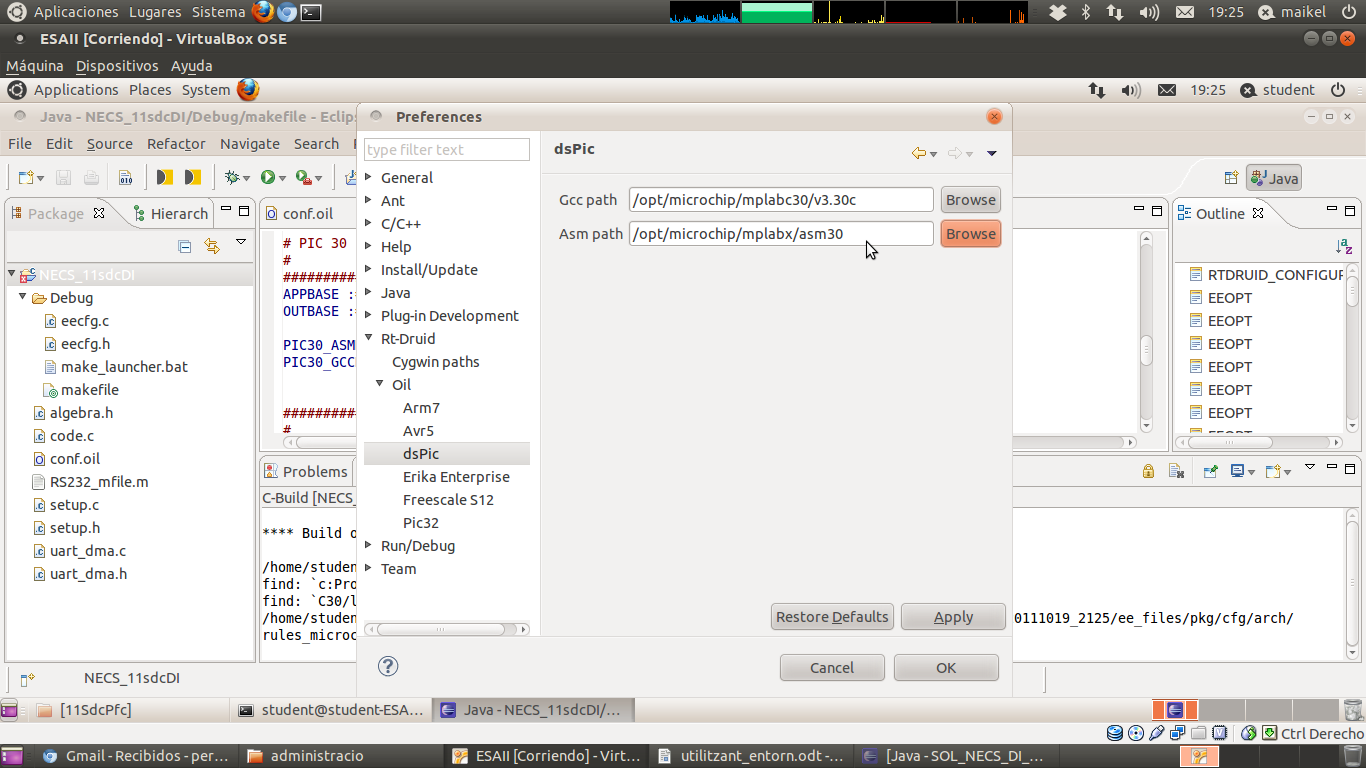 Aplicaciones Lugares Sistema 19:25 maikel
ESAII [Corriendo] - VirtualBox OSE
Máquina Dispositivos Ayuda
Applications Places System 19:25 student
Java - NECS_11sdcDI/Debug/makefile - Eclips
Preferences
File Edit Source Refactor Navigate Search
type filter text
dsPic
General
Ant
C/C++
Help
Install/Update
Java
Plug-in Development
Rt-Druid
Cygwin paths
Oil
Arm7
Avr5
dsPic
Erika Enterprise
Freescale S12
Pic32
Run/Debug
Team
Gcc path /opt/microchip/mplabc30/v3.30c Browse
Asm path /opt/microchip/mplabx/asm30 Browse
Restore Defaults Apply
Cancel OK
Java
Package Hierarchy
NECS_11sdcDI
Debug
eecfg.c
eecfg.h
make_launcher.bat
makefile
algebra.h
code.c
conf.oil
RS232_mfile.m
setup.c
setup.h
uart_dma.c
uart_dma.h
conf.oil
# PIC 30
#
##########
APPBASE :
OUTBASE :
PIC30_ASM
PIC30_GCC
##########
#
Outline
RTDRUID_CONFIGUR
EEOPT
EEOPT
EEOPT
EEOPT
EEOPT
EEOPT
EEOPT
Problems
C-Build [NECS_
**** Build o
/home/studen
find: `c:Pro
find: `C30/l
/home/studen 0111019_2125/ee_files/pkg/cfg/arch/
rules_microc
NECS_11sdcDI
[11SdcPfc] student@student-ESA... Java - NECS_11sdcDI/...
Ctrl Derecho
Gmail - Recibidos - per... administracio ESAII [Corriendo] - Virt... utilitzant_entorn.odt -... [Java - SOL_NECS_DI_...